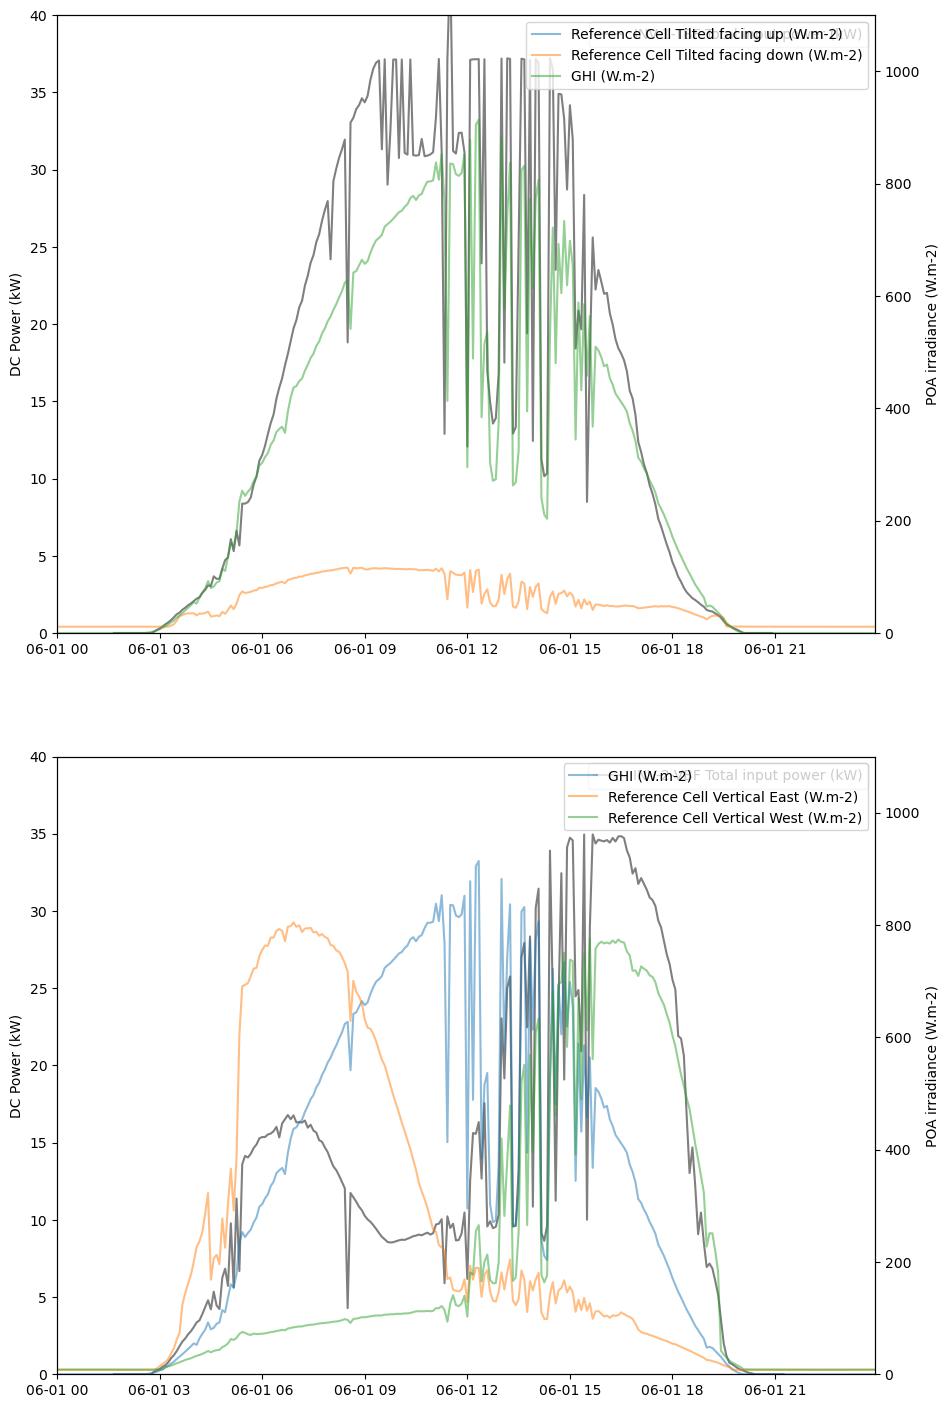 40
35
30
25
20
15
10
5
0
DC Power (kW)
Reference Cell Tilted facing up (W.m-2)
Reference Cell Tilted facing down (W.m-2)
GHI (W.m-2)
1000
800
600
400
200
0
POA irradiance (W.m-2)
06-01 00 06-01 03 06-01 06 06-01 09 06-01 12 06-01 15 06-01 18 06-01 21
40
35
30
25
20
15
10
5
0
DC Power (kW)
Total input power (kW)
GHI (W.m-2)
Reference Cell Vertical East (W.m-2)
Reference Cell Vertical West (W.m-2)
1000
800
600
400
200
0
POA irradiance (W.m-2)
06-01 00 06-01 03 06-01 06 06-01 09 06-01 12 06-01 15 06-01 18 06-01 21